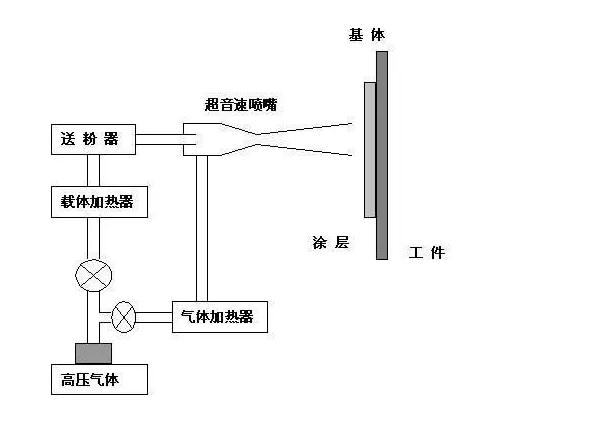 基 体
超音速喷嘴
送 粉 器
载体加热器
涂 层
工 件
气体加热器
高压气体